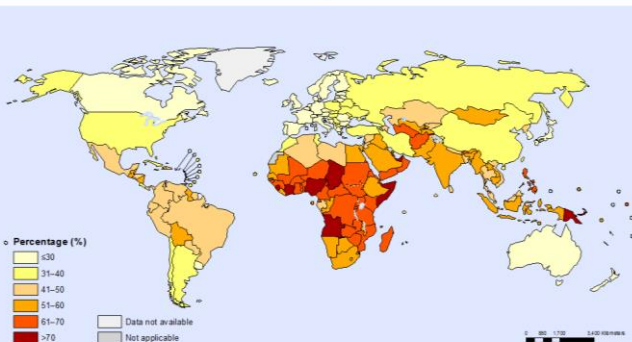 Percentage (%)
≤30
31–40
41–50
51–60
61–70
>70
Data not available
Not applicable